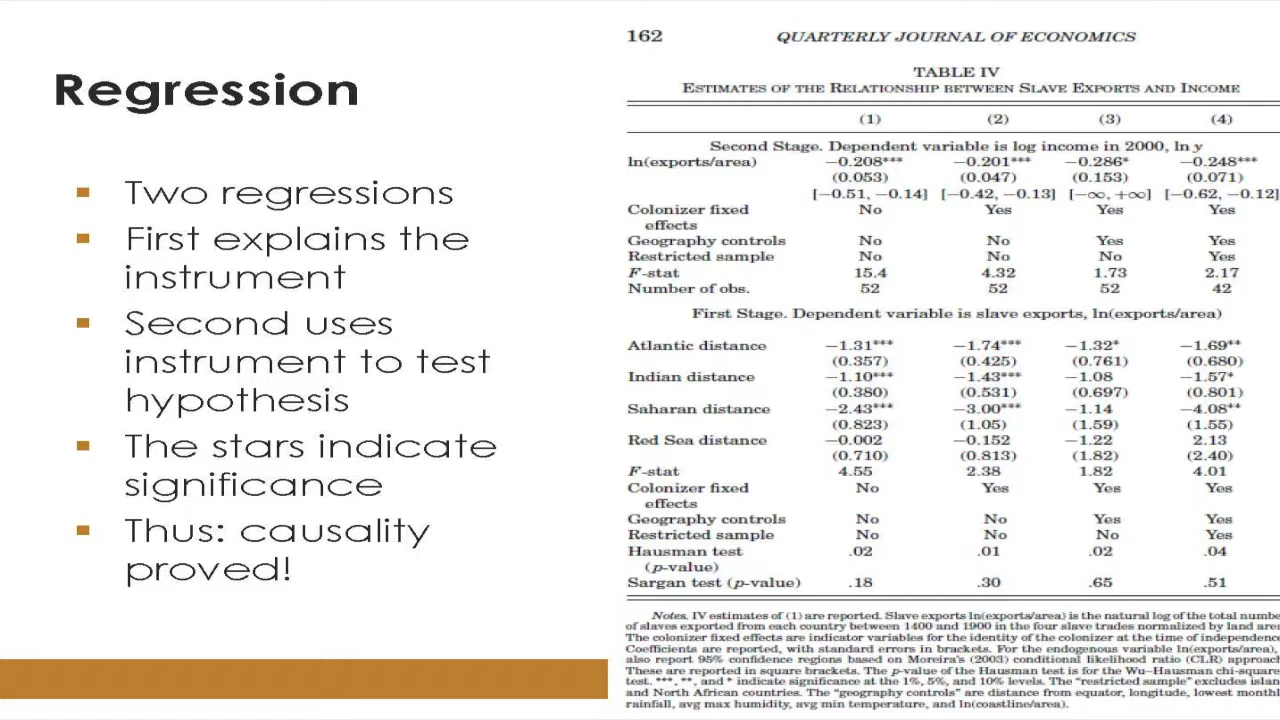 Regression
Two regressions
First explains the
instrument
Second uses
instrument to test
hypothesis
The stars indicate
significance
Thus: causality
proved!
162 QUARTERLY JOURNAL OF ECONOMICS
TABLE IV
ESTIMATES OF THE RELATIONSHIP BETWEEN SLAVE EXPORTS AND INCOME
(1) (2) (3) (4)
Second Stage. Dependent variable is log income in 2000, ln y
ln(exports/area) −0.208*** −0.201*** −0.286* −0.248***
(0.053) (0.047) (0.153) (0.071)
[−0.51, −0.14] [−0.42, −0.13] [−∞, +∞] [−0.62, −0.12]
Colonizer fixed No Yes Yes Yes
effects
Geography controls No No Yes Yes
Restricted sample No No No Yes
F-stat 15.4 4.32 1.73 2.17
Number of obs. 52 52 52 42
First Stage. Dependent variable is slave exports, ln(exports/area)
Atlantic distance −1.31*** −1.74*** −1.32* −1.69**
(0.357) (0.425) (0.761) (0.680)
Indian distance −1.10*** −1.43*** −1.08 −1.57*
(0.380) (0.531) (0.697) (0.801)
Saharan distance −2.43*** −3.00*** −1.14 −4.08**
(0.823) (1.05) (1.59) (1.55)
Red Sea distance −0.002 −0.152 −1.22 2.13
(0.710) (0.813) (1.82) (2.40)
F-stat 4.55 2.38 1.82 4.01
Colonizer fixed No Yes Yes Yes
effects
Geography controls No No Yes Yes
Restricted sample No No No Yes
Hausman test .02 .01 .02 .04
(p-value)
Sargan test (p-value) .18 .30 .65 .51
Notes. IV estimates of (1) are reported. Slave exports ln(exports/area) is the natural log of the total numbe
of slaves exported from each country between 1400 and 1900 in the four slave trades normalized by land area
The colonizer fixed effects are indicator variables for the identity of the colonizer at the time of independence
Coefficients are reported, with standard errors in brackets. For the endogenous variable ln(exports/area),
also report 95% confidence regions based on Moreira's (2003) conditional likelihood ratio (CLR) approach
These are reported in square brackets. The p-value of the Hausman test is for the Wu–Hausman chi-square
test. ***, **, and * indicate significance at the 1%, 5%, and 10% levels. The "restricted sample" excludes islan
and North African countries. The "geography controls" are distance from equator, longitude, lowest monthl
rainfall, avg max humidity, avg min temperature, and ln(coastline/area).